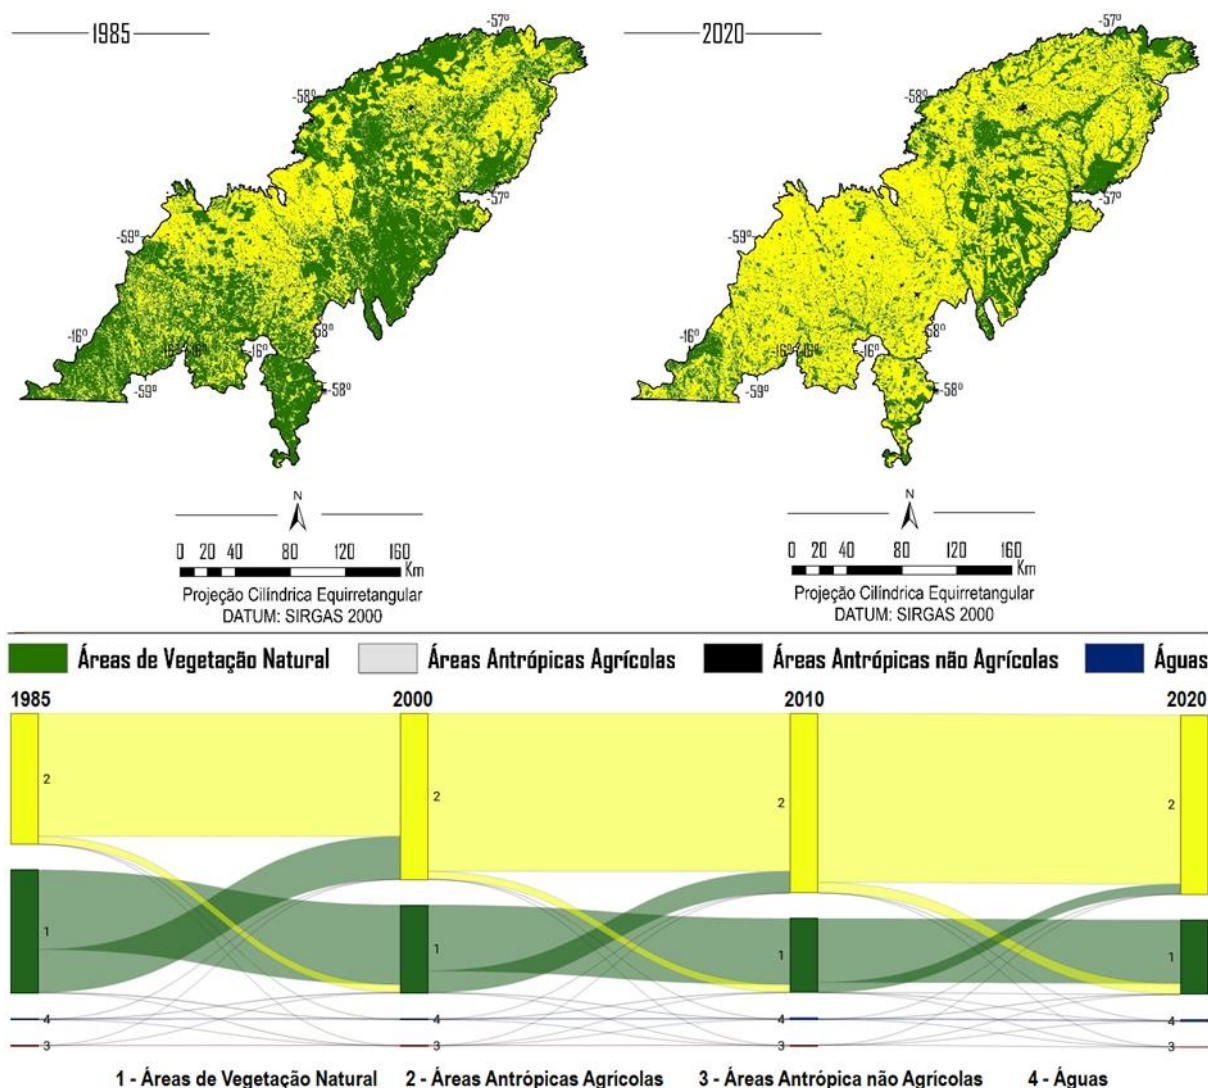 1985
2020
-57º
-57º
-58º
-58º
-57º
-57º
-59º
-59º
-58º
-58º
-16º
-16º
-16º
-16º
-16º
-16º
-59º
-58º
-59º
-58º
N
N
0 20 40 80 120 160
Km
0 20 40 80 120 160
Km
Projeção Cilíndrica Equirretangular
DATUM: SIRGAS 2000
Projeção Cilíndrica Equirretangular
DATUM: SIRGAS 2000
Áreas de Vegetação Natural Áreas Antrópicas Agrícolas Áreas Antrópicas não Agrícolas Águas
1985 2000 2010 2020
2 2 2 2
1 1 1 1
4 4 4 4
3 3 3 3
1 - Áreas de Vegetação Natural 2 - Áreas Antrópicas Agrícolas 3 - Áreas Antrópica não Agrícolas 4 - Águas